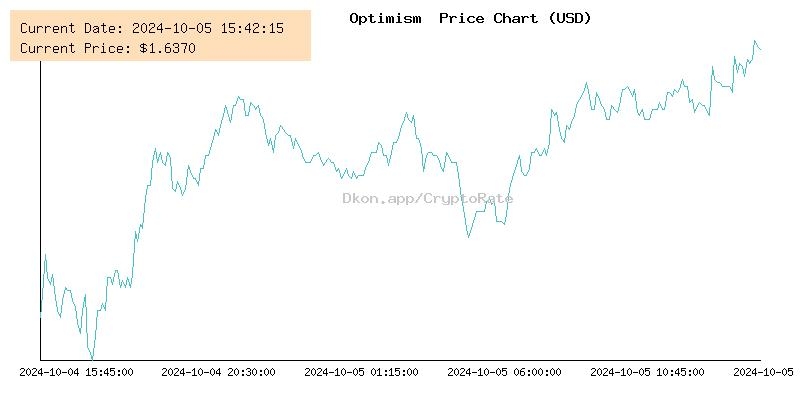 Optimism Price Chart (USD)
Current Date: 2024-10-05 15:42:15
Current Price: $1.6370
Dkon.app/CryptoRate
2024-10-04 15:45:00 2024-10-04 20:30:00 2024-10-05 01:15:00 2024-10-05 06:00:00 2024-10-05 10:45:00 2024-10-05